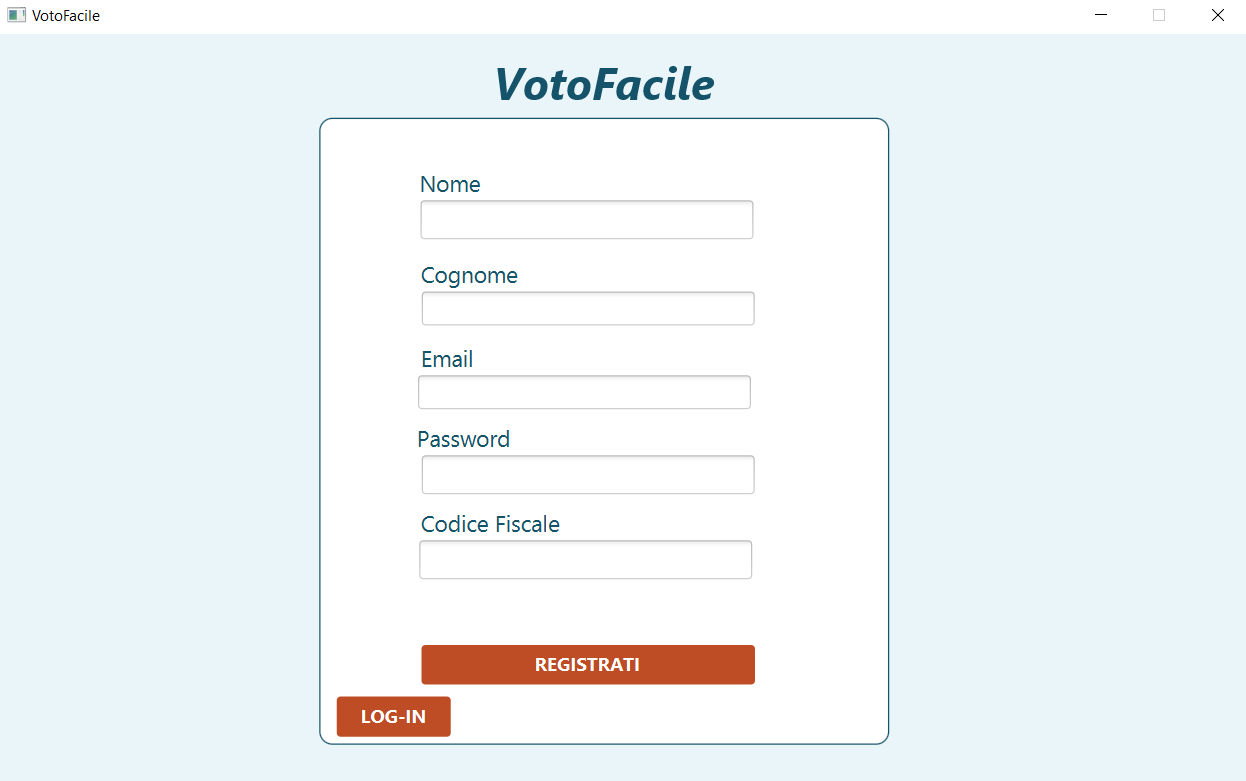 VotoFacile
VotoFacile
Nome
Cognome
Email
Password
Codice Fiscale
REGISTRATI
LOG-IN